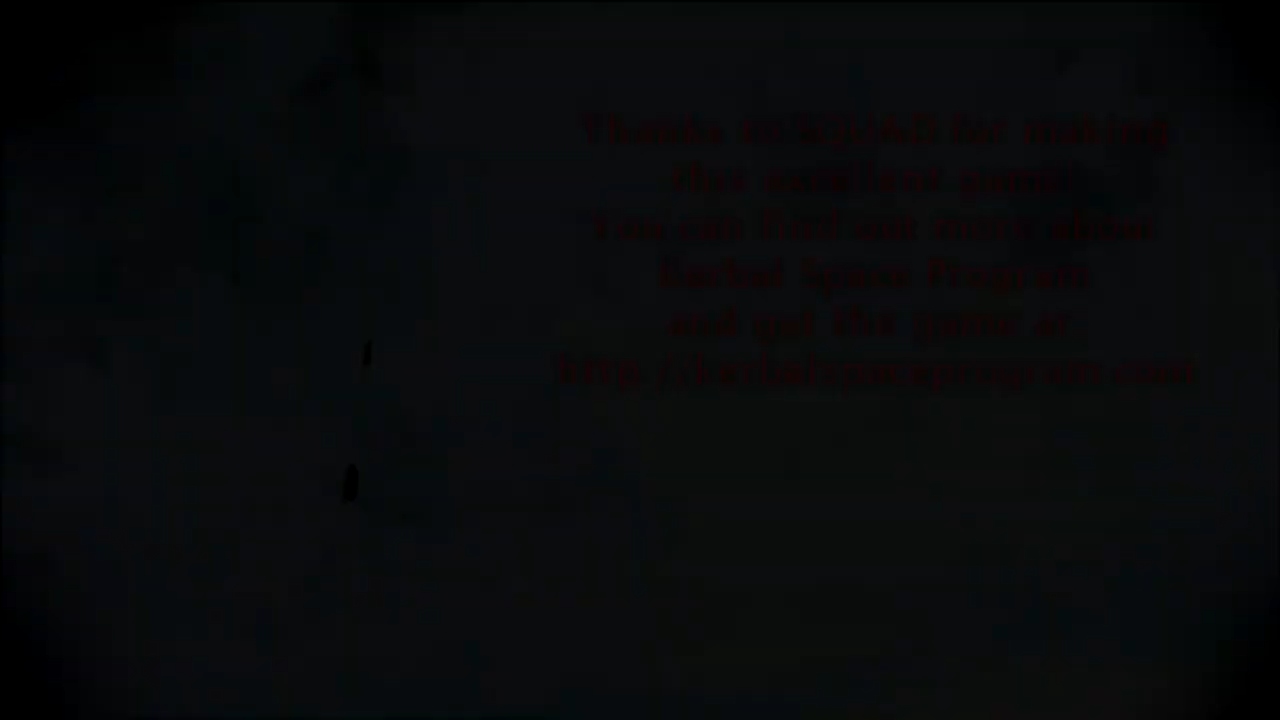 Thanks to for making
this excellent game!
You can find out more about
Kerbal Space Program
and get the game at
http://kerbalspaceprogram.com/